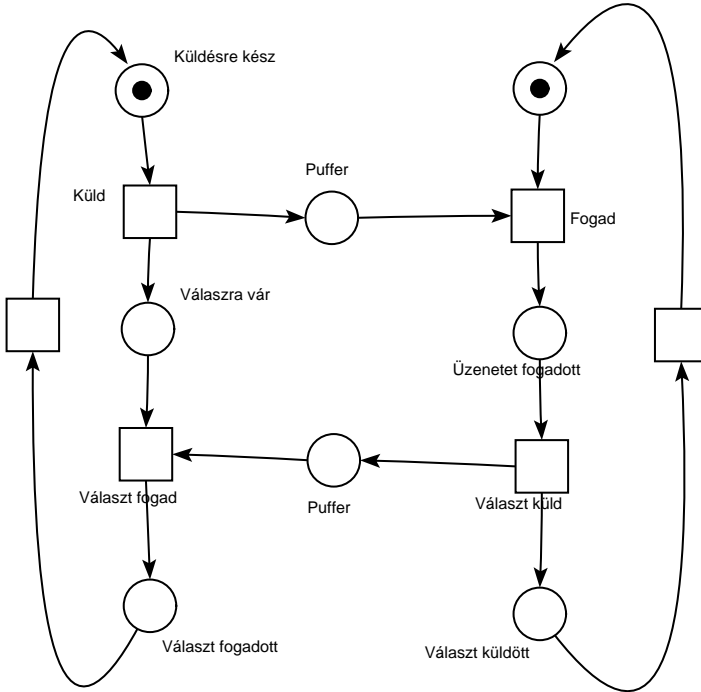 Küldésre kész
Puffer
Küld
Fogad
Válaszra vár
Üzenetet fogadott
Választ fogad
Puffer
Választ küld
Választ fogadott
Választ küldött